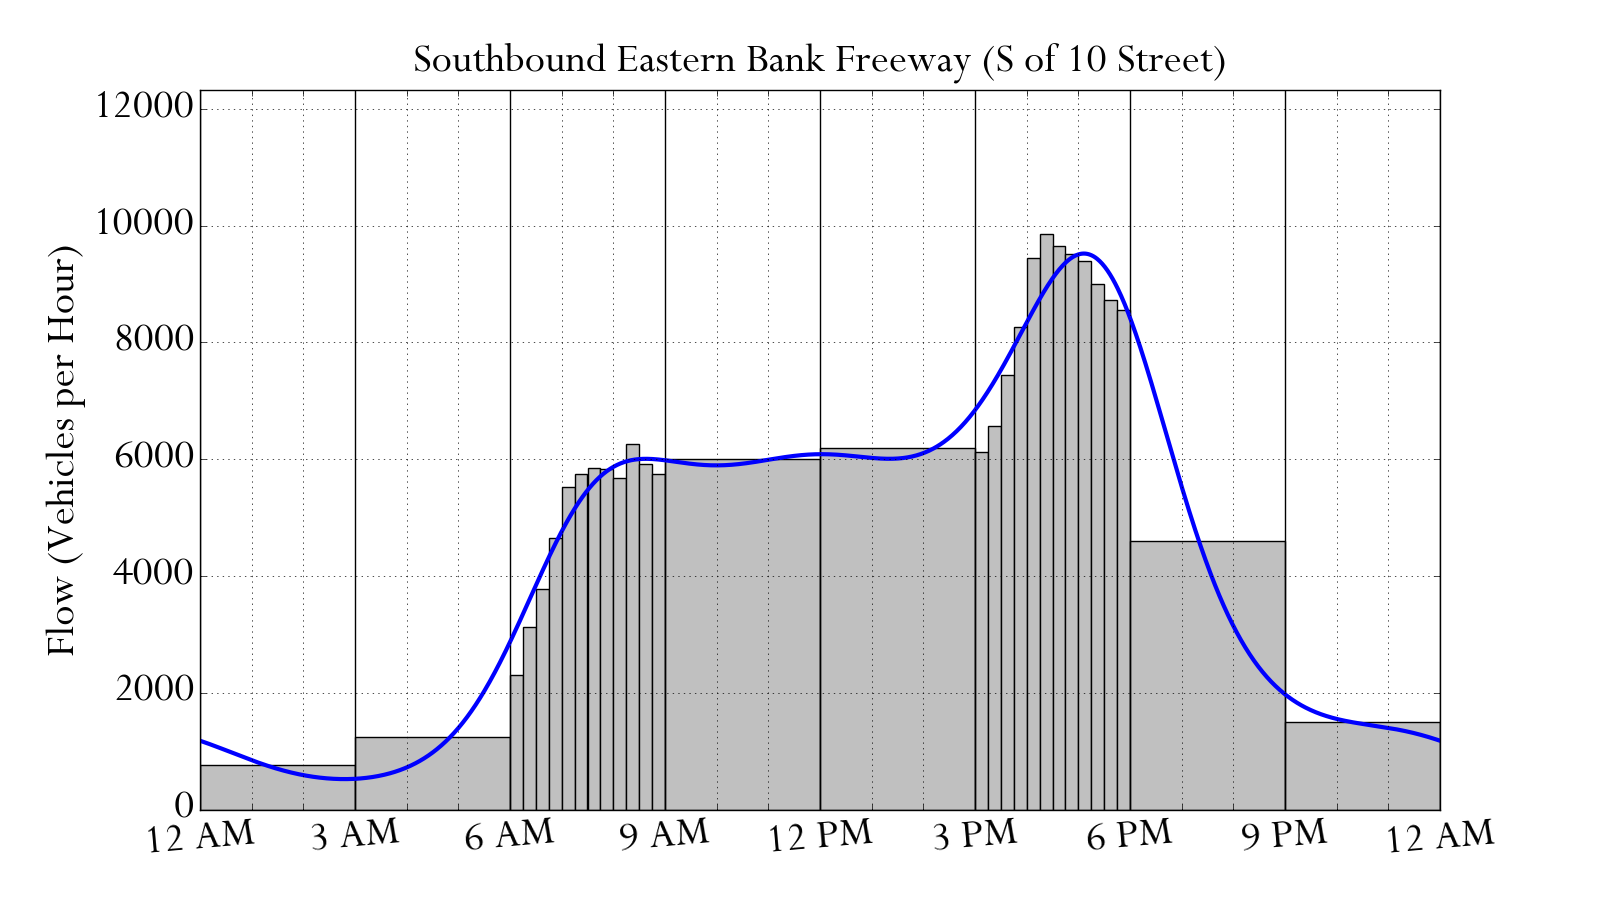 Southbound Eastern Bank Freeway (S of 10 Street)
12000
10000
8000
6000
4000
2000
0
Flow (Vehicles per Hour)
12 AM 3 AM 6 AM 9 AM 12 PM 3 PM 6 PM 9 PM 12 AM